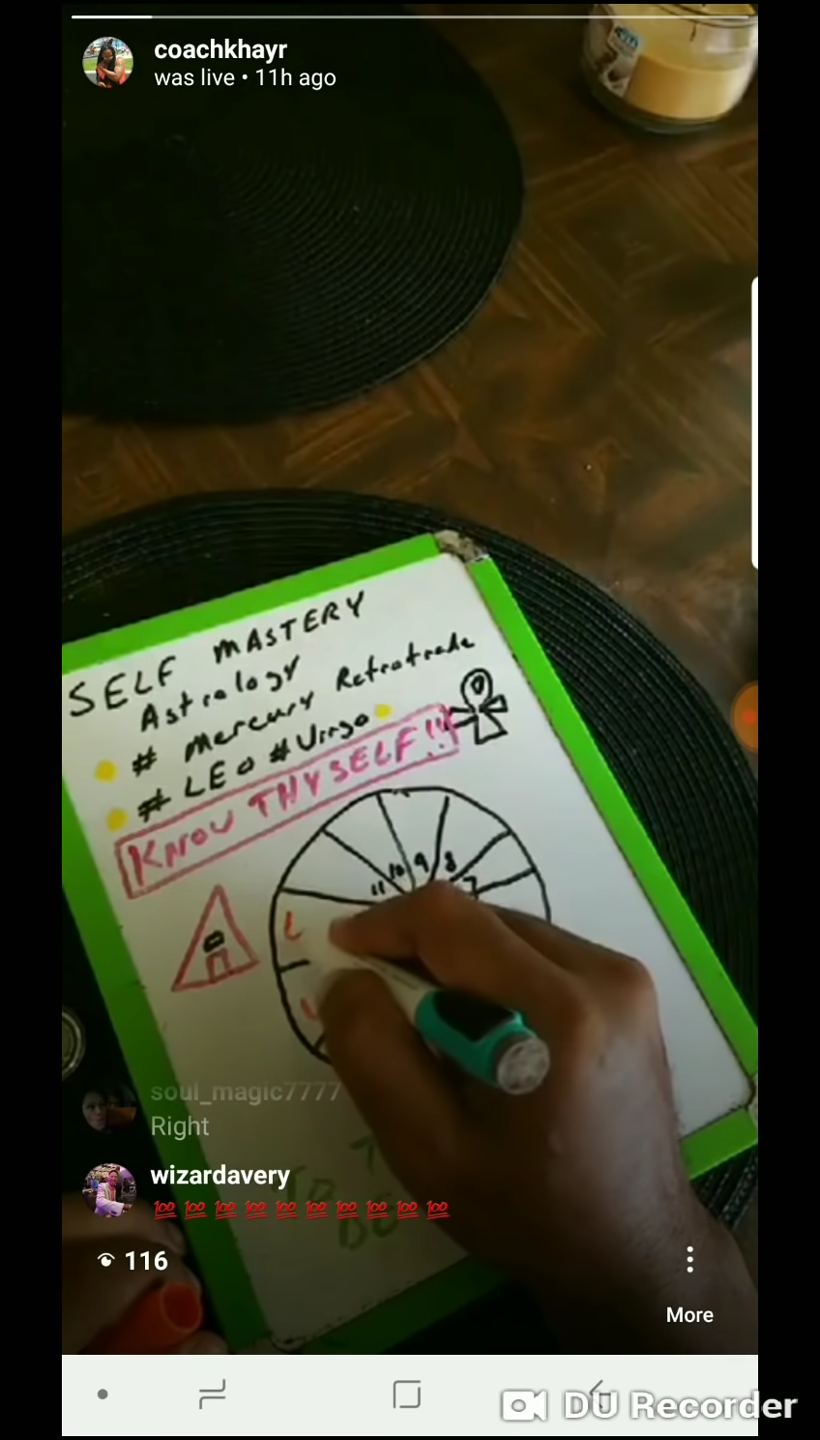 coachkhayr
was live • 11h ago
SELF MASTERY
Astrology
# Mercury Retrotrade
# LEO #Virgo
KNOW THYSELF!!
11 10 9 8 7
soul_magic7777
Right
wizardavery
💯 💯 💯 💯 💯 💯 💯 💯 💯 💯
116
More
DU Recorder